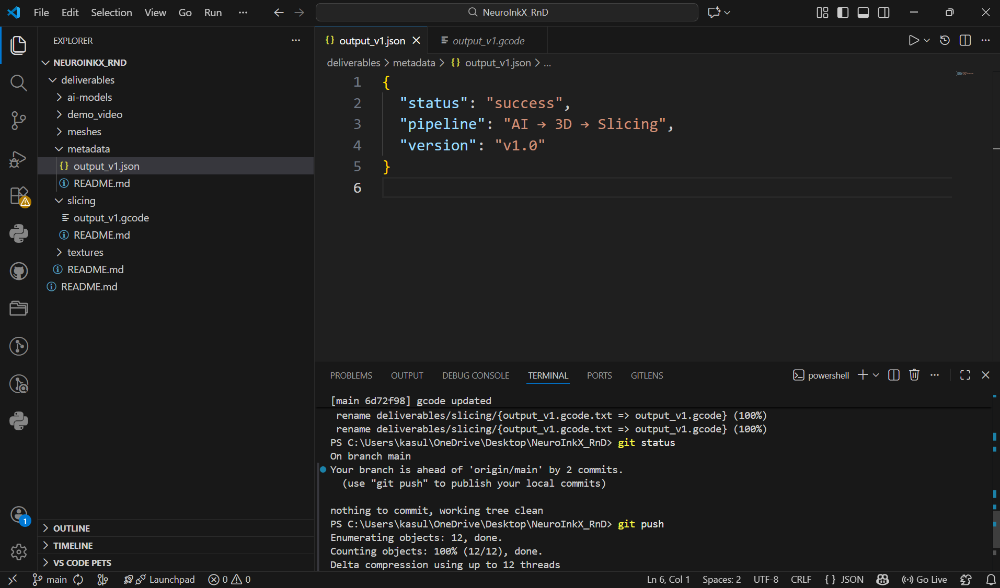 File Edit Selection View Go Run ··· NeuroInkX_RnD
EXPLORER
NEUROINKX_RND
deliverables
ai-models
demo_video
meshes
metadata
{} output_v1.json
README.md
slicing
output_v1.gcode
README.md
textures
README.md
README.md
OUTLINE
TIMELINE
VS CODE PETS
{} output_v1.json output_v1.gcode
deliverables > metadata > {} output_v1.json > ...
1 {
2 "status": "success",
3 "pipeline": "AI → 3D → Slicing",
4 "version": "v1.0"
5 }
6
PROBLEMS OUTPUT DEBUG CONSOLE TERMINAL PORTS GITLENS powershell
[main 6d72f98] gcode updated
rename deliverables/slicing/{output_v1.gcode.txt => output_v1.gcode} (100%)
rename deliverables/slicing/{output_v1.gcode.txt => output_v1.gcode} (100%)
PS C:\Users\kasul\OneDrive\Desktop\NeuroInkX_RnD> git status
On branch main
Your branch is ahead of 'origin/main' by 2 commits.
(use "git push" to publish your local commits)
nothing to commit, working tree clean
PS C:\Users\kasul\OneDrive\Desktop\NeuroInkX_RnD> git push
Enumerating objects: 12, done.
Counting objects: 100% (12/12), done.
Delta compression using up to 12 threads
1
main Launchpad 0 0 Ln 6, Col 1 Spaces: 2 UTF-8 CRLF { } JSON Go Live